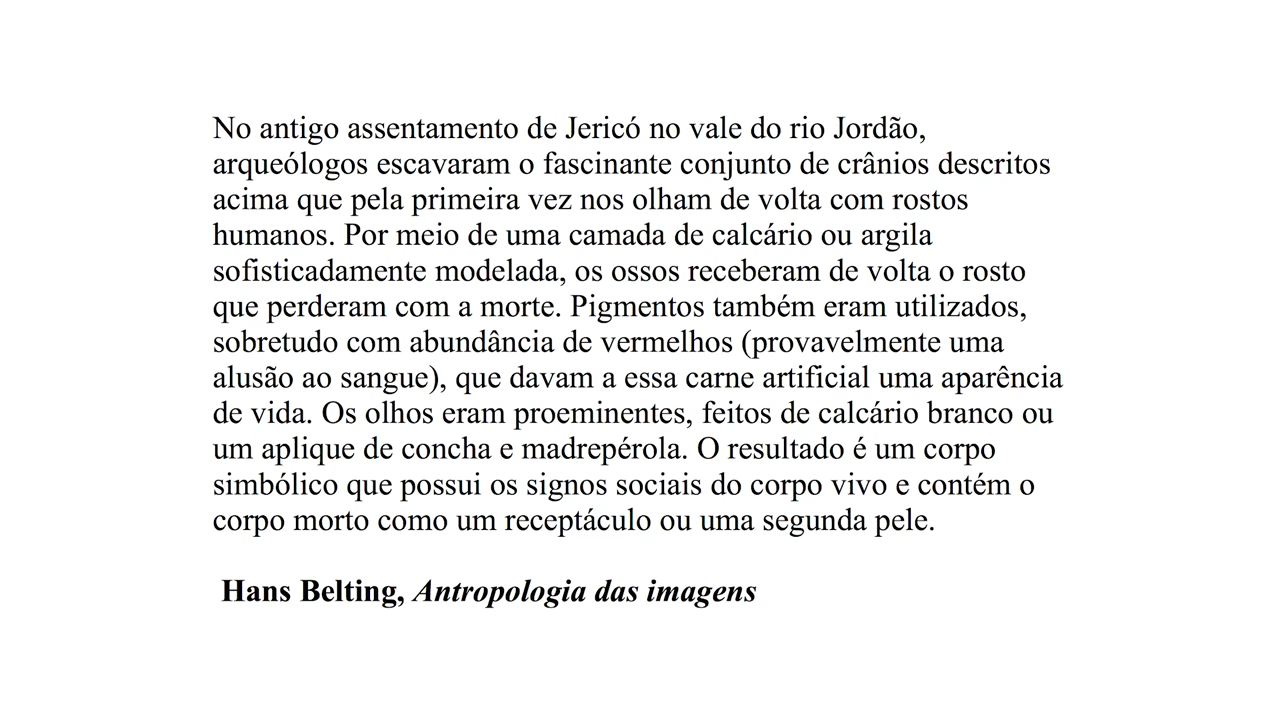 No antigo assentamento de Jericó no vale do rio Jordão,
arqueólogos escavaram o fascinante conjunto de crânios descritos
acima que pela primeira vez nos olham de volta com rostos
humanos. Por meio de uma camada de calcário ou argila
sofisticadamente modelada, os ossos receberam de volta o rosto
que perderam com a morte. Pigmentos também eram utilizados,
sobretudo com abundância de vermelhos (provavelmente uma
alusão ao sangue), que davam a essa carne artificial uma aparência
de vida. Os olhos eram proeminentes, feitos de calcário branco ou
um aplique de concha e madrepérola. O resultado é um corpo
simbólico que possui os signos sociais do corpo vivo e contém o
corpo morto como um receptáculo ou uma segunda pele.
Hans Belting, Antropologia das imagens